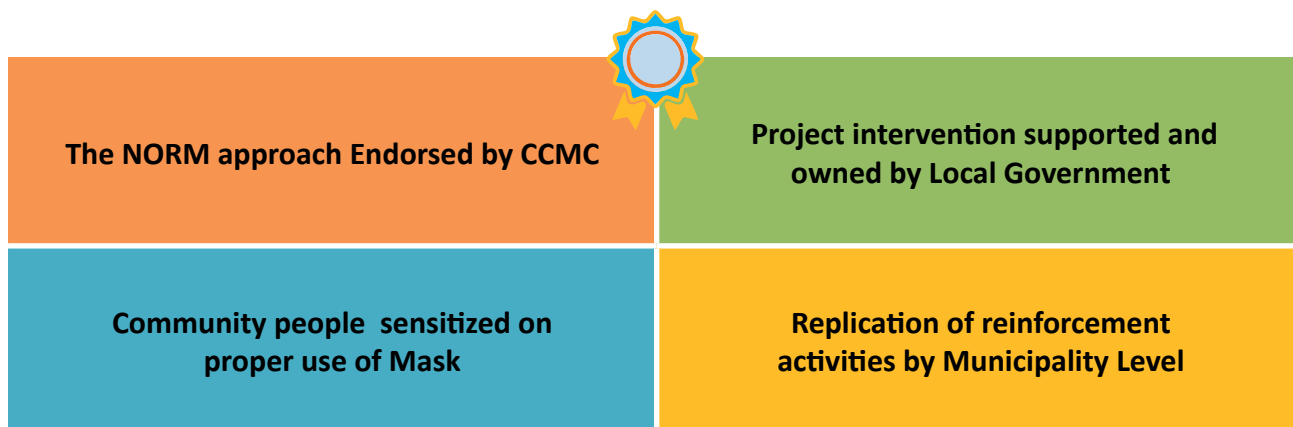 The NORM approach Endorsed by CCMC
Project intervention supported and
owned by Local Government
Community people sensitized on
proper use of Mask
Replication of reinforcement
activities by Municipality Level